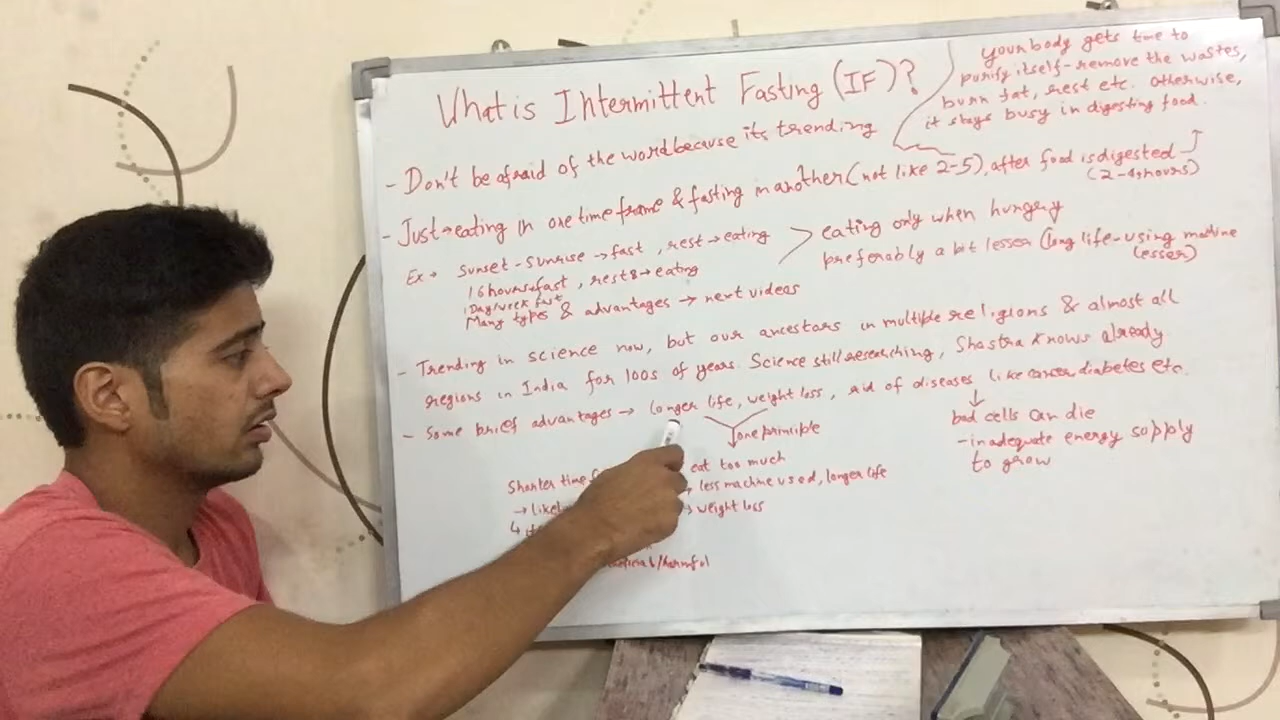 What is Intermittent Fasting (IF)?
your body gets time to
purify itself - remove the wastes,
burn fat, rest etc. Otherwise,
it stays busy in digesting food.
- Don't be afraid of the word because its trending
- Just → eating in one time frame & fasting in another (not like 2-5), after food is digested
(2-4 hours)
Ex → Sunset - Sunrise → fast, rest → eating
16 hours → fast, rest 8 → eating
1 Day/week fast
Many types & advantages → next videos
eating only when hungry
preferably a bit lesser (long life - using machine
lesser)
- Trending in science now, but our ancestars in multiple religions & almost all
regions in India for 100s of years. Science still researching, Shastra knows already
- Some brief advantages → longer life, weight loss, rid of diseases like cancer, diabetes etc.
one principle
bad cells can die
- inadequate energy supply
to grow
Shorter time eat too much
less machine used, longer life
→ weight loss
/harmful